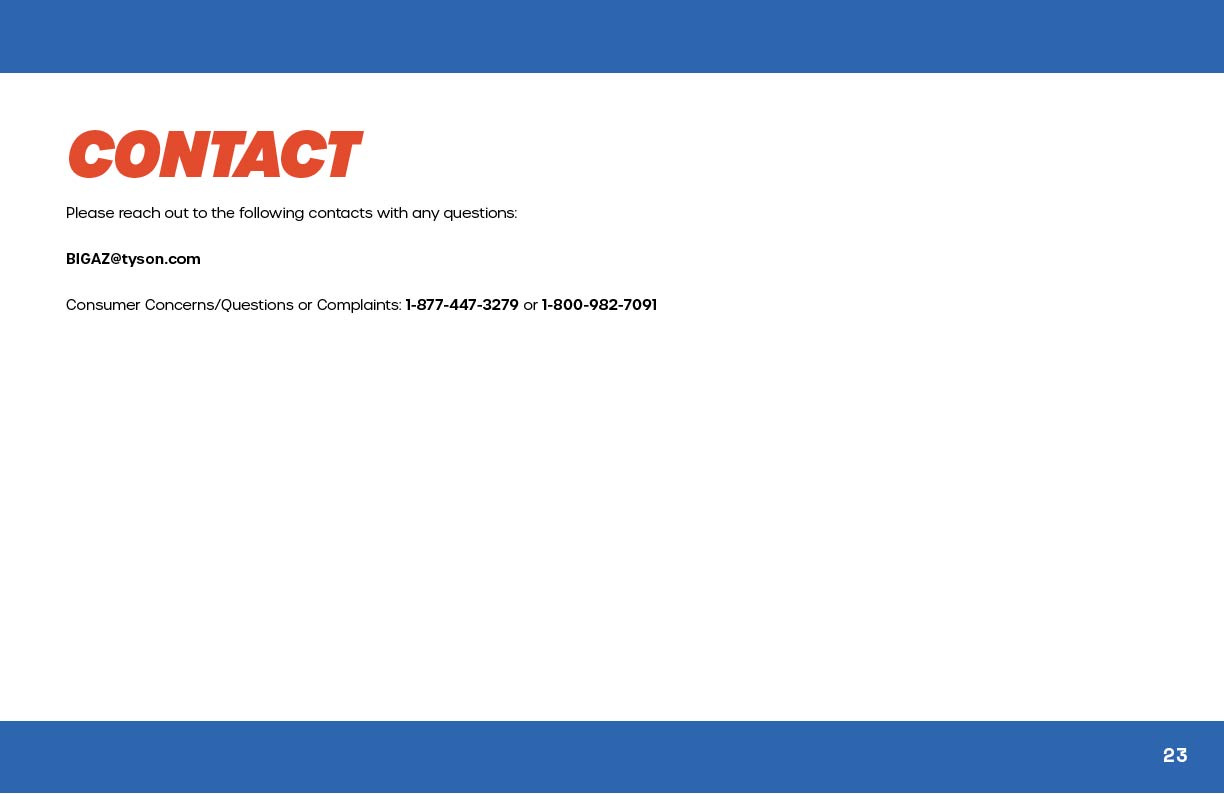 CONTACT
Please reach out to the following contacts with any questions:
BIGAZ@tyson.com
Consumer Concerns/Questions or Complaints: 1-877-447-3279 or 1-800-982-7091
23